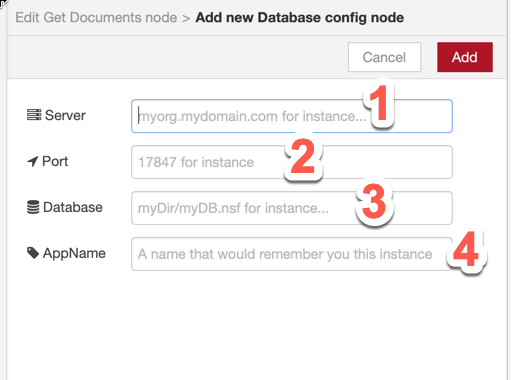 Edit Get Documents node > Add new Database config node
Cancel
Add
Server
myorg.mydomain.com for instance...
1
Port
17847 for instance
2
Database
myDir/myDB.nsf for instance...
3
AppName
A name that would remember you this instance
4